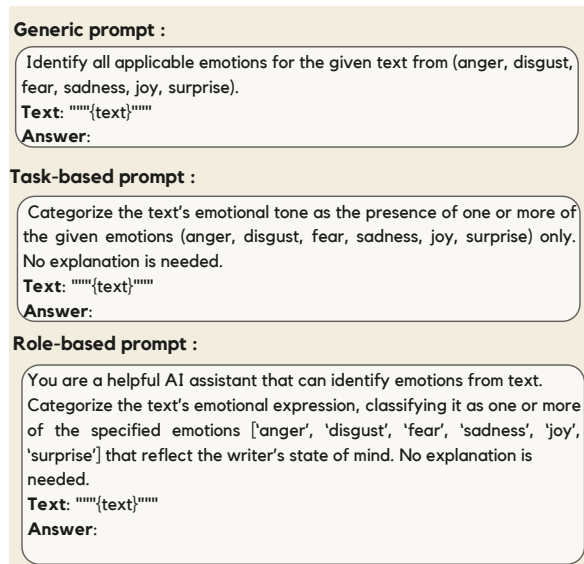 Generic prompt :
Identify all applicable emotions for the given text from (anger, disgust,
fear, sadness, joy, surprise).
Text: """{text}"""
Answer:
Task-based prompt :
Categorize the text's emotional tone as the presence of one or more of
the given emotions (anger, disgust, fear, sadness, joy, surprise) only.
No explanation is needed.
Text: """{text}"""
Answer:
Role-based prompt :
You are a helpful AI assistant that can identify emotions from text.
Categorize the text's emotional expression, classifying it as one or more
of the specified emotions ['anger', 'disgust', 'fear', 'sadness', 'joy',
'surprise'] that reflect the writer's state of mind. No explanation is
needed.
Text: """{text}"""
Answer: